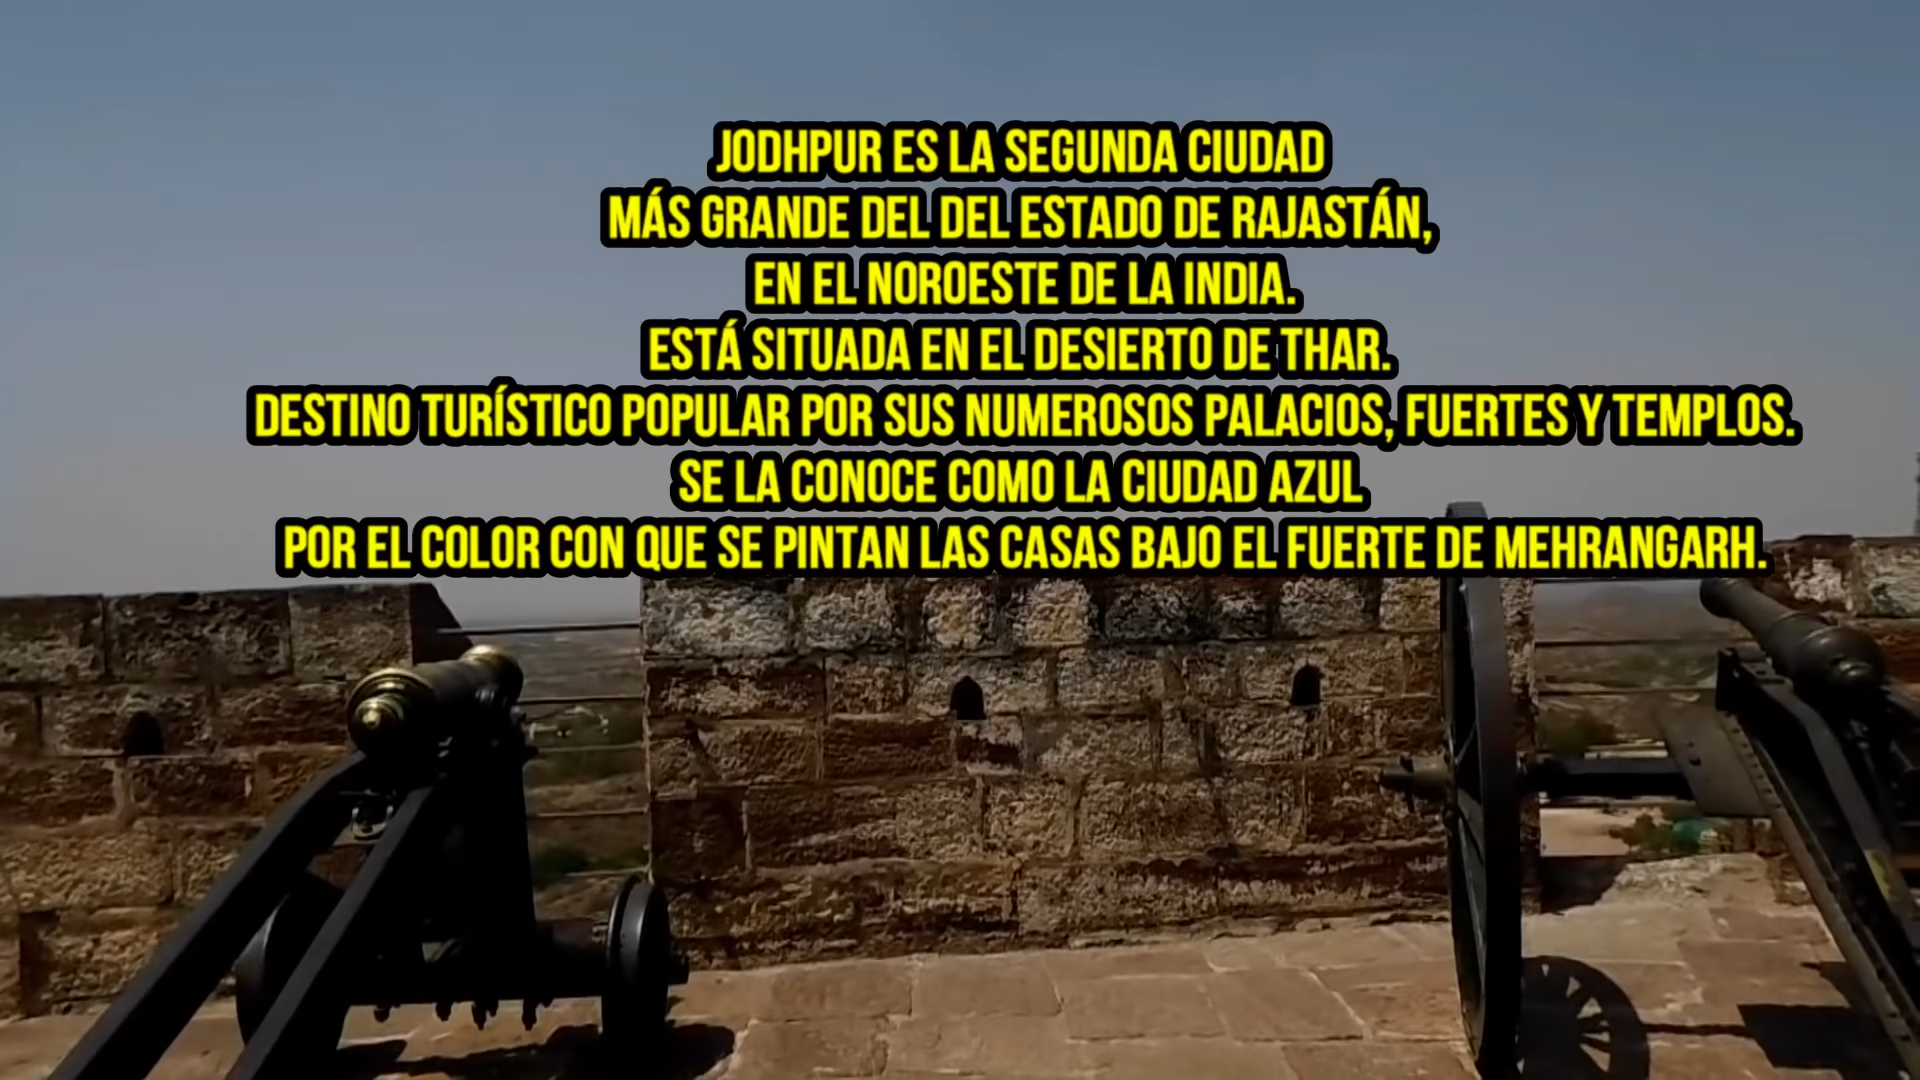 JODHPUR ES LA SEGUNDA CIUDAD
MÁS GRANDE DEL DEL ESTADO DE RAJASTÁN,
EN EL NOROESTE DE LA INDIA.
ESTÁ SITUADA EN EL DESIERTO DE THAR.
DESTINO TURÍSTICO POPULAR POR SUS NUMEROSOS PALACIOS, FUERTES Y TEMPLOS.
SE LA CONOCE COMO LA CIUDAD AZUL
POR EL COLOR CON QUE SE PINTAN LAS CASAS BAJO EL FUERTE DE MEHRANGARH.